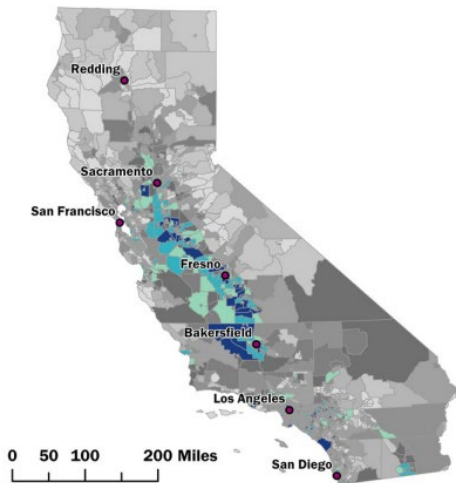 Redding
Sacramento
San Francisco
Fresno
Bakersfield
Los Angeles
San Diego
0 50 100 200 Miles